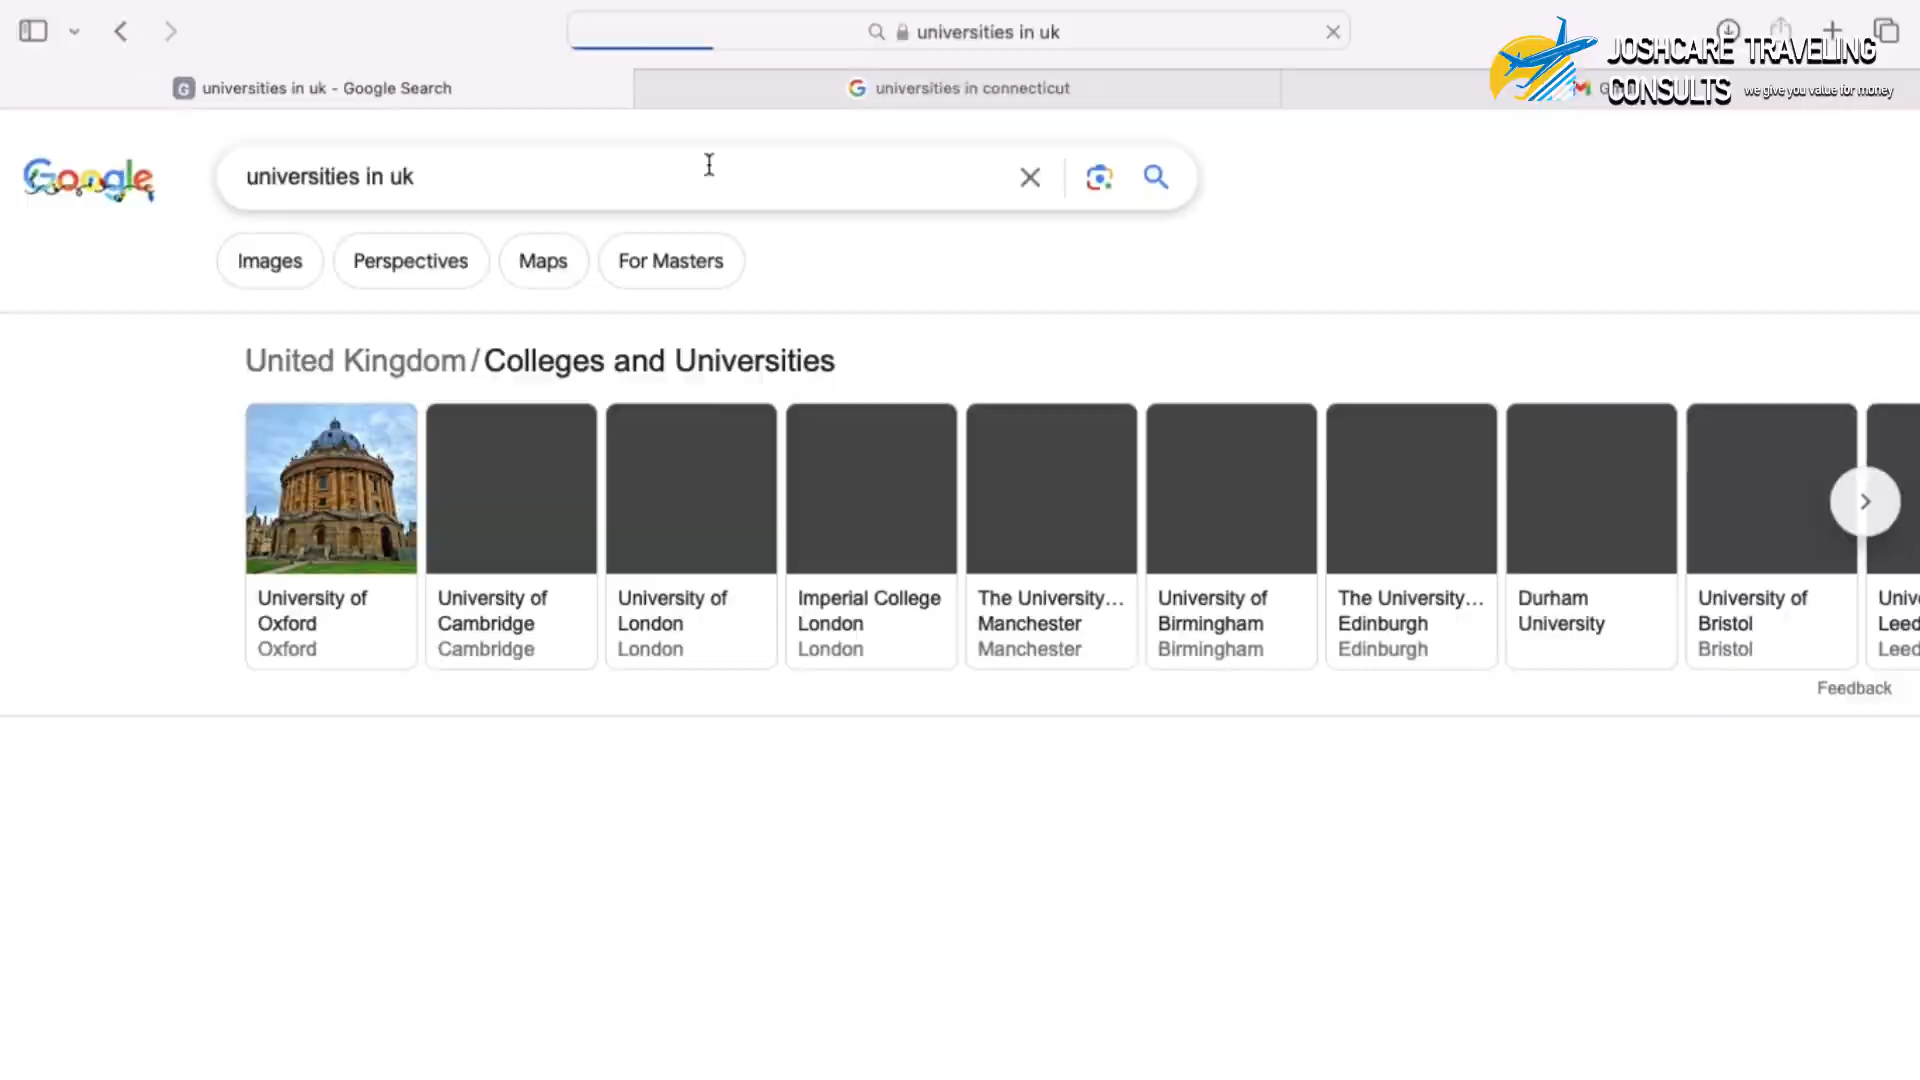 universities in uk
JOSHCARE TRAVELING
CONSULTS we give you value for money
universities in uk - Google Search
universities in connecticut
Google
universities in uk
Images
Perspectives
Maps
For Masters
United Kingdom/Colleges and Universities
University of
Oxford
Oxford
University of
Cambridge
Cambridge
University of
London
London
Imperial College
London
London
The University...
Manchester
Manchester
University of
Birmingham
Birmingham
The University...
Edinburgh
Edinburgh
Durham
University
University of
Bristol
Bristol
Univ
Leed
Leed
Feedback